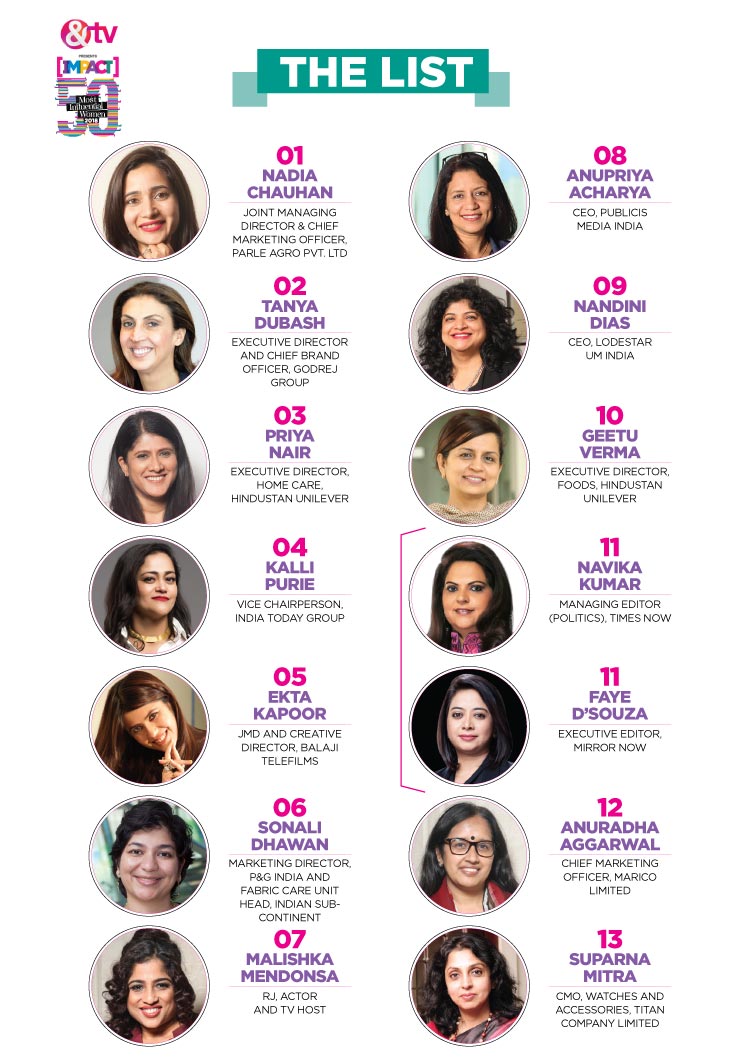 &tv
PRESENTS
[IMPACT]
50
Most
Influential
Women
2018
THE LIST
01
NADIA
CHAUHAN
JOINT MANAGING
DIRECTOR & CHIEF
MARKETING OFFICER,
PARLE AGRO PVT. LTD
02
TANYA
DUBASH
EXECUTIVE DIRECTOR
AND CHIEF BRAND
OFFICER, GODREJ
GROUP
03
PRIYA
NAIR
EXECUTIVE DIRECTOR,
HOME CARE,
HINDUSTAN UNILEVER
04
KALLI
PURIE
VICE CHAIRPERSON,
INDIA TODAY GROUP
05
EKTA
KAPOOR
JMD AND CREATIVE
DIRECTOR, BALAJI
TELEFILMS
06
SONALI
DHAWAN
MARKETING DIRECTOR,
P&G INDIA AND
FABRIC CARE UNIT
HEAD, INDIAN SUB-
CONTINENT
07
MALISHKA
MENDONSA
RJ, ACTOR
AND TV HOST
08
ANUPRIYA
ACHARYA
CEO, PUBLICIS
MEDIA INDIA
09
NANDINI
DIAS
CEO, LODESTAR
UM INDIA
10
GEETU
VERMA
EXECUTIVE DIRECTOR,
FOODS, HINDUSTAN
UNILEVER
11
NAVIKA
KUMAR
MANAGING EDITOR
(POLITICS), TIMES NOW
11
FAYE
D'SOUZA
EXECUTIVE EDITOR,
MIRROR NOW
12
ANURADHA
AGGARWAL
CHIEF MARKETING
OFFICER, MARICO
LIMITED
13
SUPARNA
MITRA
CMO, WATCHES AND
ACCESSORIES, TITAN
COMPANY LIMITED